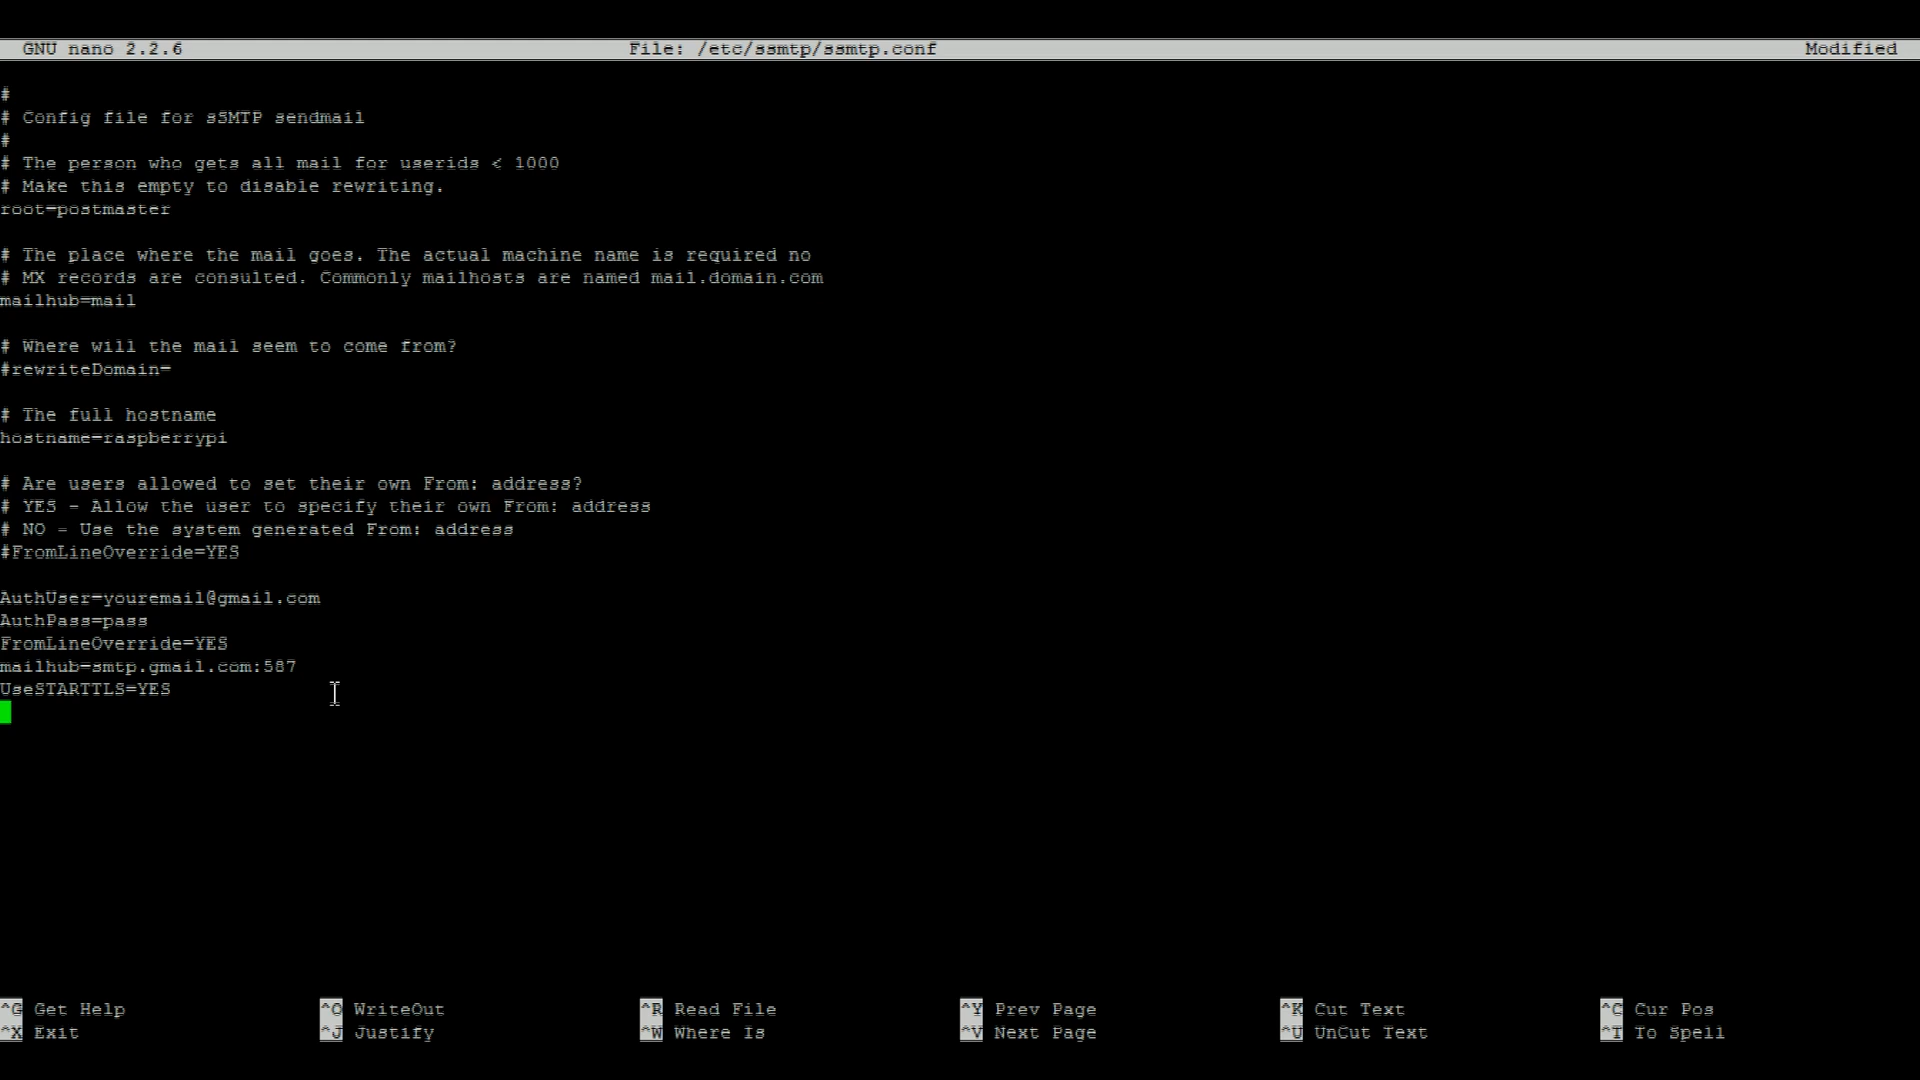 GNU nano 2.2.6 File: /etc/ssmtp/ssmtp.conf Modified
#
# Config file for sSMTP sendmail
#
# The person who gets all mail for userids < 1000
# Make this empty to disable rewriting.
root=postmaster
# The place where the mail goes. The actual machine name is required no
# MX records are consulted. Commonly mailhosts are named mail.domain.com
mailhub=mail
# Where will the mail seem to come from?
#rewriteDomain=
# The full hostname
hostname=raspberrypi
# Are users allowed to set their own From: address?
# YES - Allow the user to specify their own From: address
# NO - Use the system generated From: address
#FromLineOverride=YES
AuthUser=youremail@gmail.com
AuthPass=pass
FromLineOverride=YES
mailhub=smtp.gmail.com:587
UseSTARTTLS=YES
^G Get Help ^O WriteOut ^R Read File ^Y Prev Page ^K Cut Text ^C Cur Pos
^X Exit ^J Justify ^W Where Is ^V Next Page ^U UnCut Text ^T To Spell